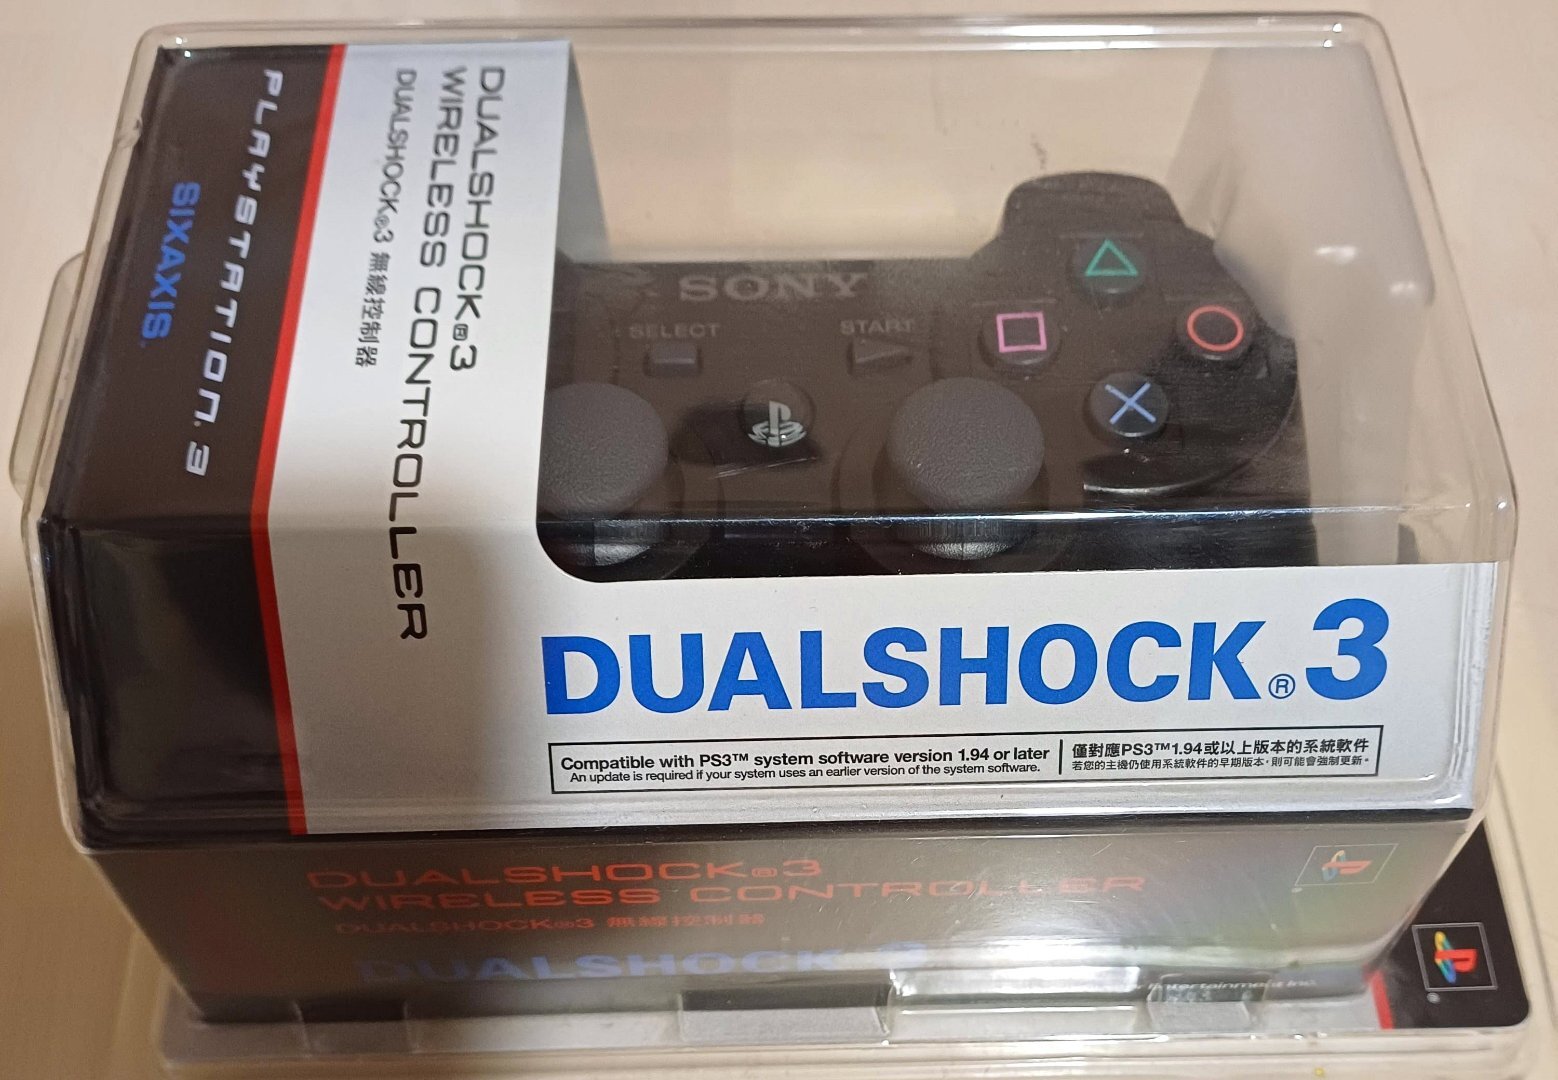 PLAYSTATION. 3
SIXAXIS.
DUALSHOCK®3
WIRELESS CONTROLLER
DUALSHOCK®3 無線控制器
SONY
SELECT
START
DUALSHOCK®3
Compatible with PS3™ system software version 1.94 or later
An update is required if your system uses an earlier version of the system software.
僅對應PS3™1.94或以上版本的系統軟件
若您的主機仍使用系統軟件的早期版本，則可能會強制更新。
DUALSHOCK®3
WIRELESS CONTROLLER
DUALSHOCK®3 無線控制器
DUALSHOCK 3
Entertainment Inc.